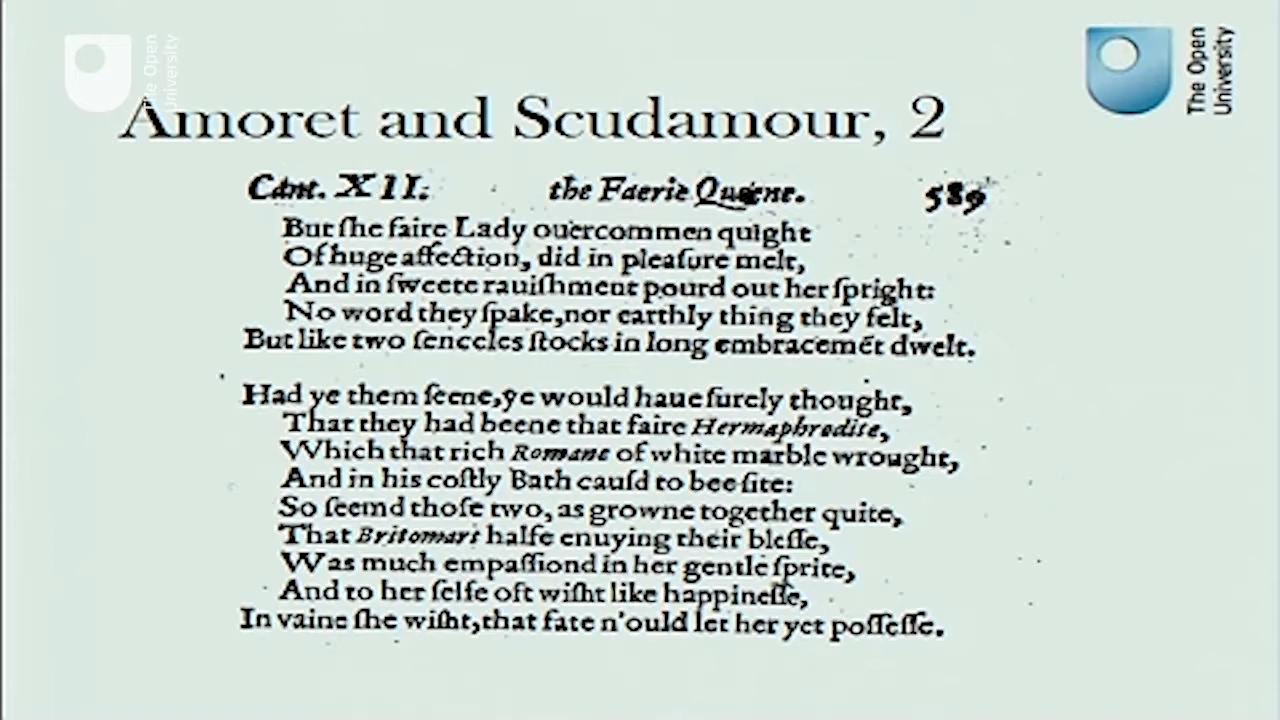 The Open
University
The Open
University
Amoret and Scudamour, 2
Cant. XII. the Faerie Queene. 589
But ſhe faire Lady ouercommen quight
Of huge affection, did in pleaſure melt,
And in ſweete rauiſhment pourd out her ſpright:
No word they ſpake, nor earthly thing they felt,
But like two ſenceles ſtocks in long embracemēt dwelt.
Had ye them ſeene, ye would haue ſurely thought,
That they had beene that faire Hermaphrodite,
Which that rich Romane of white marble wrought,
And in his coſtly Bath cauſd to bee ſite:
So ſeemd thoſe two, as growne together quite,
That Britomart halfe enuying their bleſſe,
Was much empaſſiond in her gentle ſprite,
And to her ſelfe oft wiſht like happineſſe,
In vaine ſhe wiſht, that fate n'ould let her yet poſſeſſe.